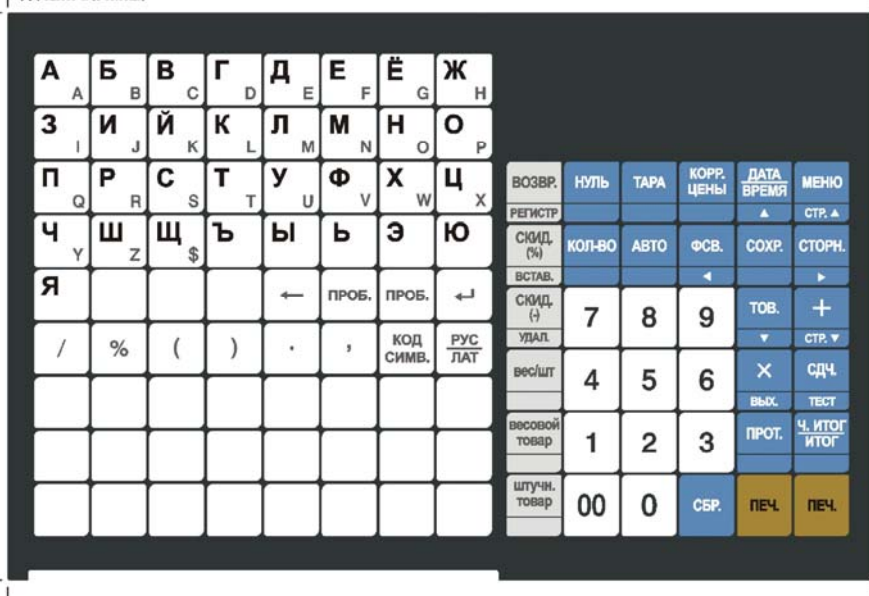 А A Б B В C Г D Д E Е F Ё G Ж H
З I И J Й K К L Л M М N Н O О P
П Q Р R С S Т T У U Ф V Х W Ц X
Ч Y Ш Z Щ $ Ъ Ы Ь Э Ю
Я ← ПРОБ. ПРОБ. ↵
/ % ( ) . , КОД СИМВ. РУС ЛАТ
ВОЗВР. НУЛЬ ТАРА КОРР. ЦЕНЫ ДАТА ВРЕМЯ МЕНЮ
РЕГИСТР ▲ СТР. ▲
СКИД. (%) КОЛ-ВО АВТО ФСВ. СОХР. СТОРН.
ВСТАВ. ◄ ►
СКИД. (-) 7 8 9 ТОВ. +
УДАЛ. ▼ СТР. ▼
вес/шт 4 5 6 × СДЧ.
ВЫХ. ТЕСТ
весовой товар 1 2 3 ПРОТ. Ч. ИТОГ ИТОГ
штучн. товар 00 0 СБР. ПЕЧ. ПЕЧ.